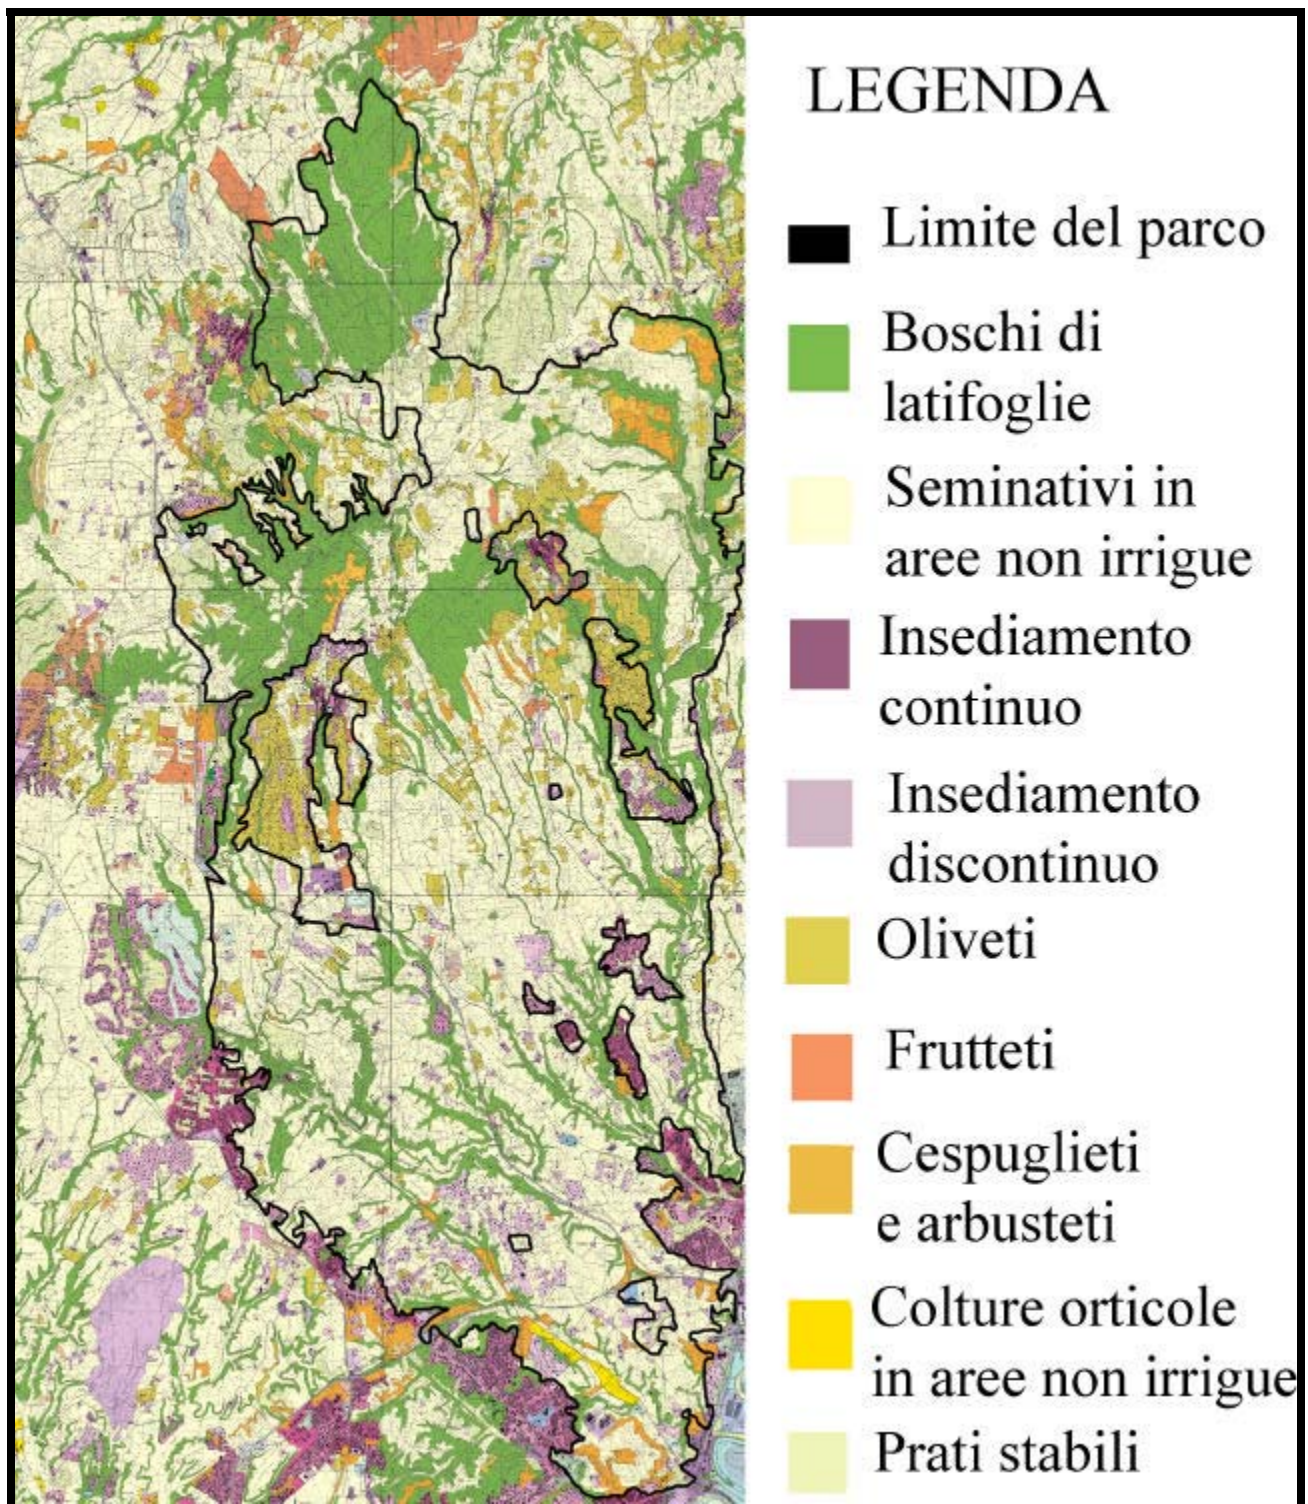 LEGENDA
Limite del parco
Boschi di
latifoglie
Seminativi in
aree non irrigue
Insediamento
continuo
Insediamento
discontinuo
Oliveti
Frutteti
Cespuglieti
e arbusteti
Colture orticole
in aree non irrigue
Prati stabili